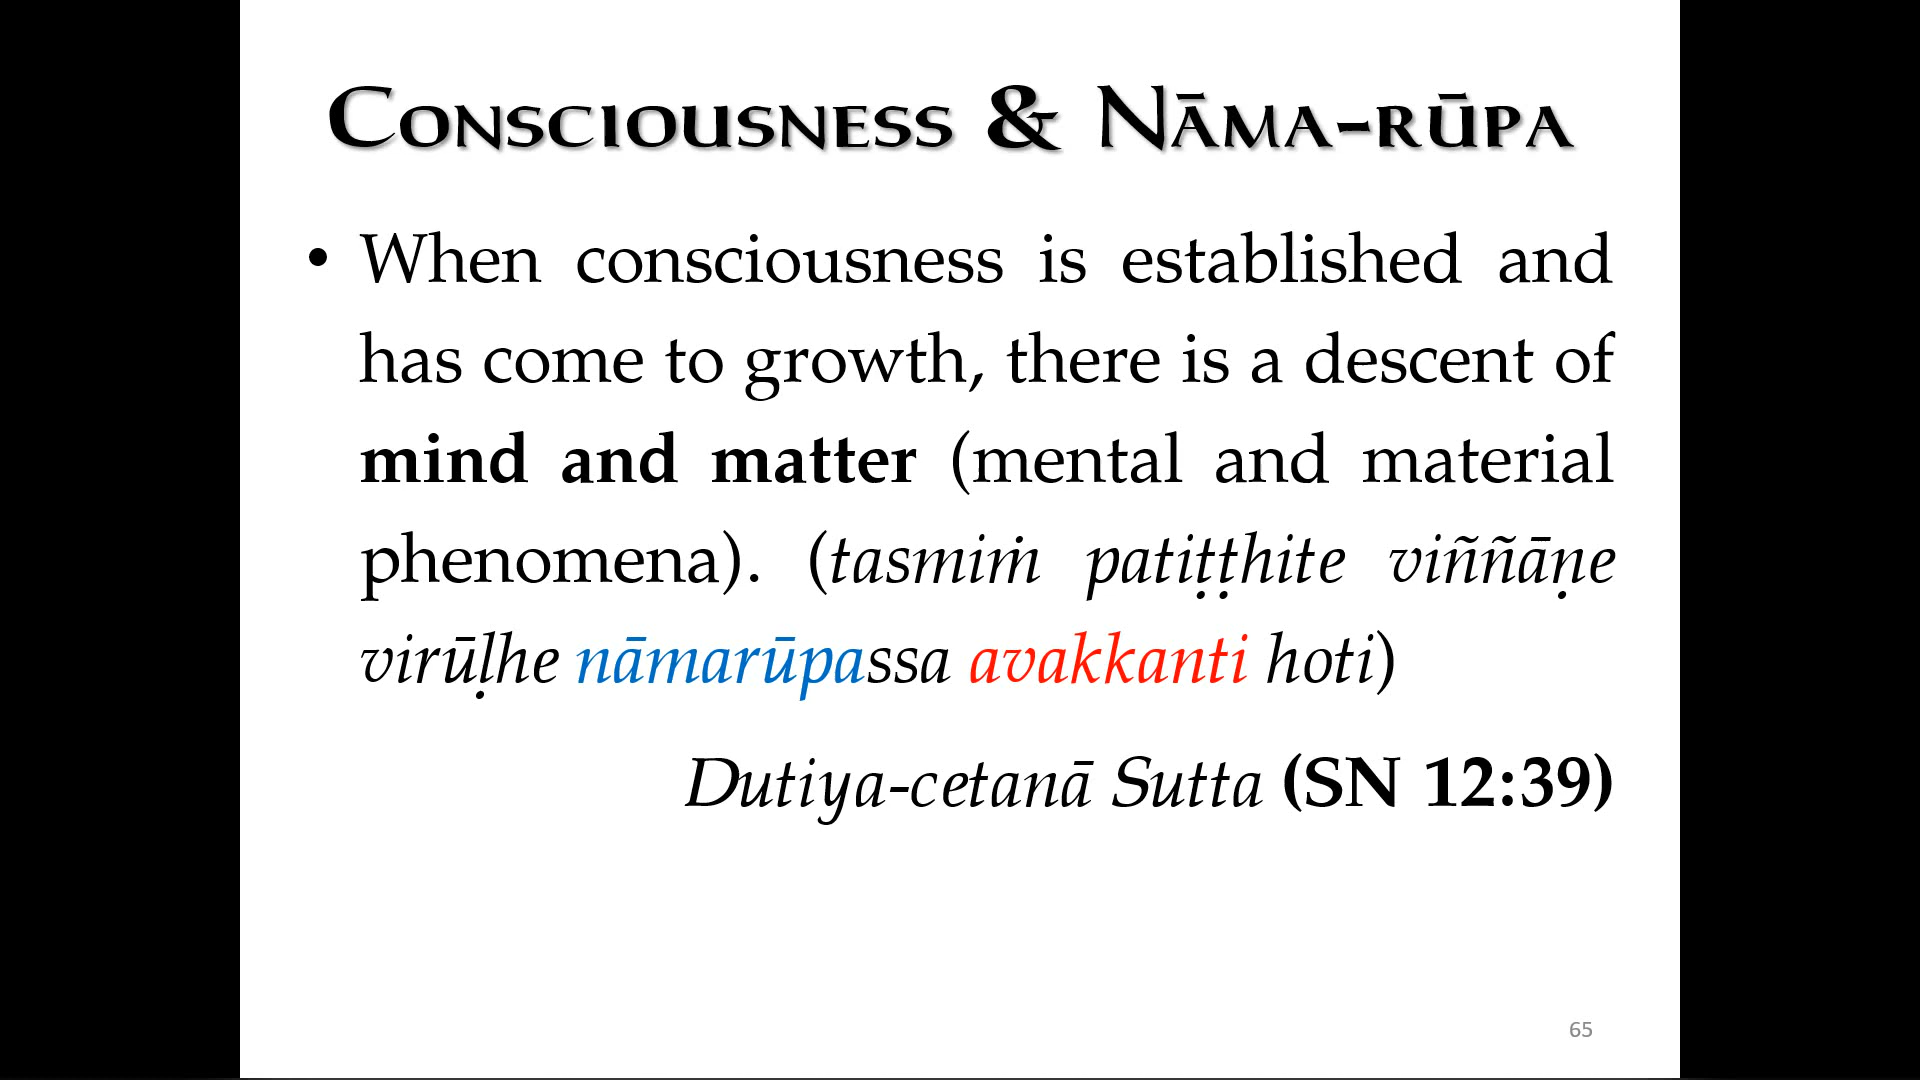 Consciousness & Nāma-rūpa
• When consciousness is established and
has come to growth, there is a descent of
mind and matter (mental and material
phenomena). (tasmiṁ patiṭṭhite viññāṇe
virūḷhe nāmarūpassa avakkanti hoti)
Dutiya-cetanā Sutta (SN 12:39)
65